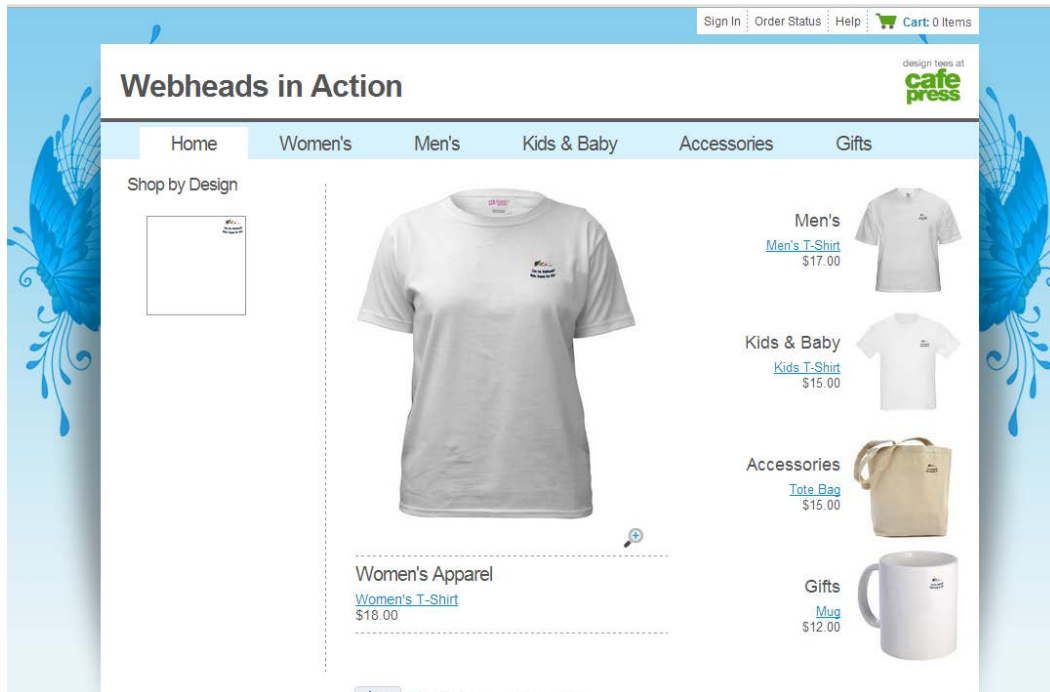 Sign In
Order Status
Help
Cart: 0 Items
Webheads in Action
design tees at
cafe
press
Home
Women's
Men's
Kids & Baby
Accessories
Gifts
Shop by Design
Men's
Men's T-Shirt
$17.00
Kids & Baby
Kids T-Shirt
$15.00
Accessories
Tote Bag
$15.00
Gifts
Mug
$12.00
Women's Apparel
Women's T-Shirt
$18.00